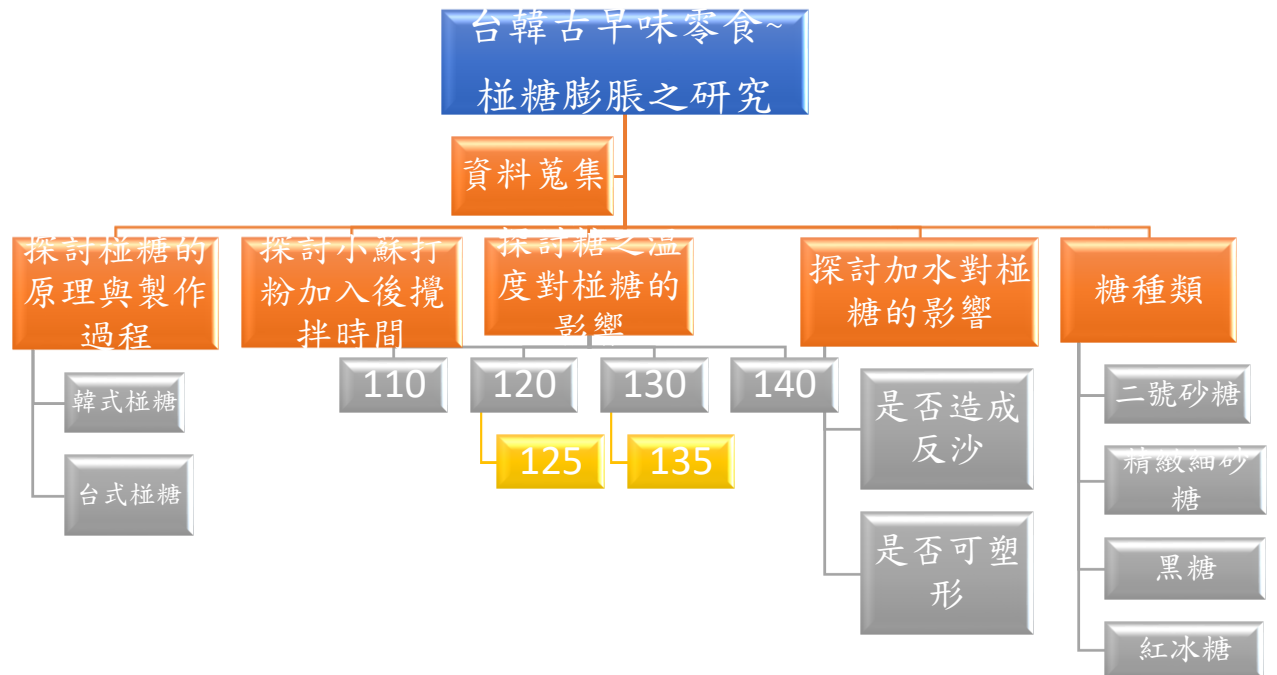 台韓古早味零食~
椪糖膨脹之研究
資料蒐集
探討椪糖的
原理與製作
過程
韓式椪糖
台式椪糖
探討小蘇打
粉加入後攪
拌時間
探討糖之溫
度對椪糖的
影響
110
120
130
140
125
135
探討加水對椪
糖的影響
是否造成
反沙
是否可塑
形
糖種類
二號砂糖
精緻細砂
糖
黑糖
紅冰糖